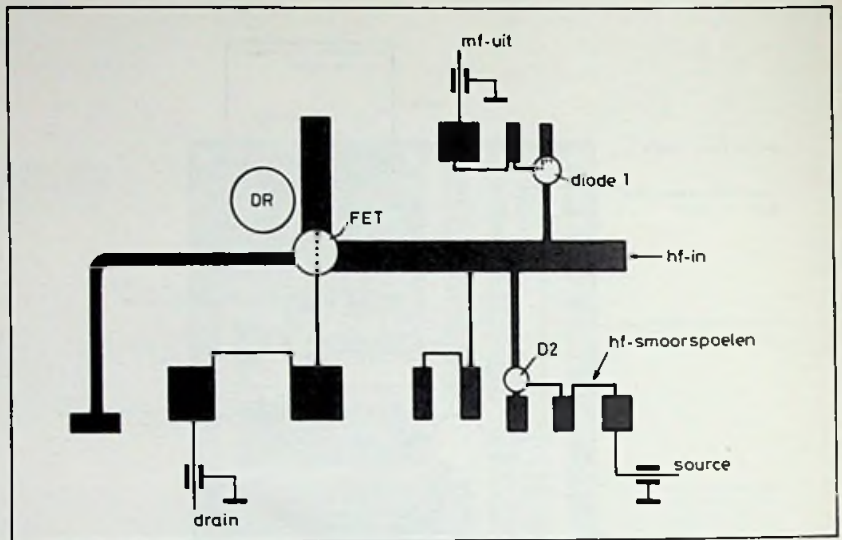 mf-uit
DR
FET
diode 1
hf-in
D2
hf-smoorspoelen
source
drain